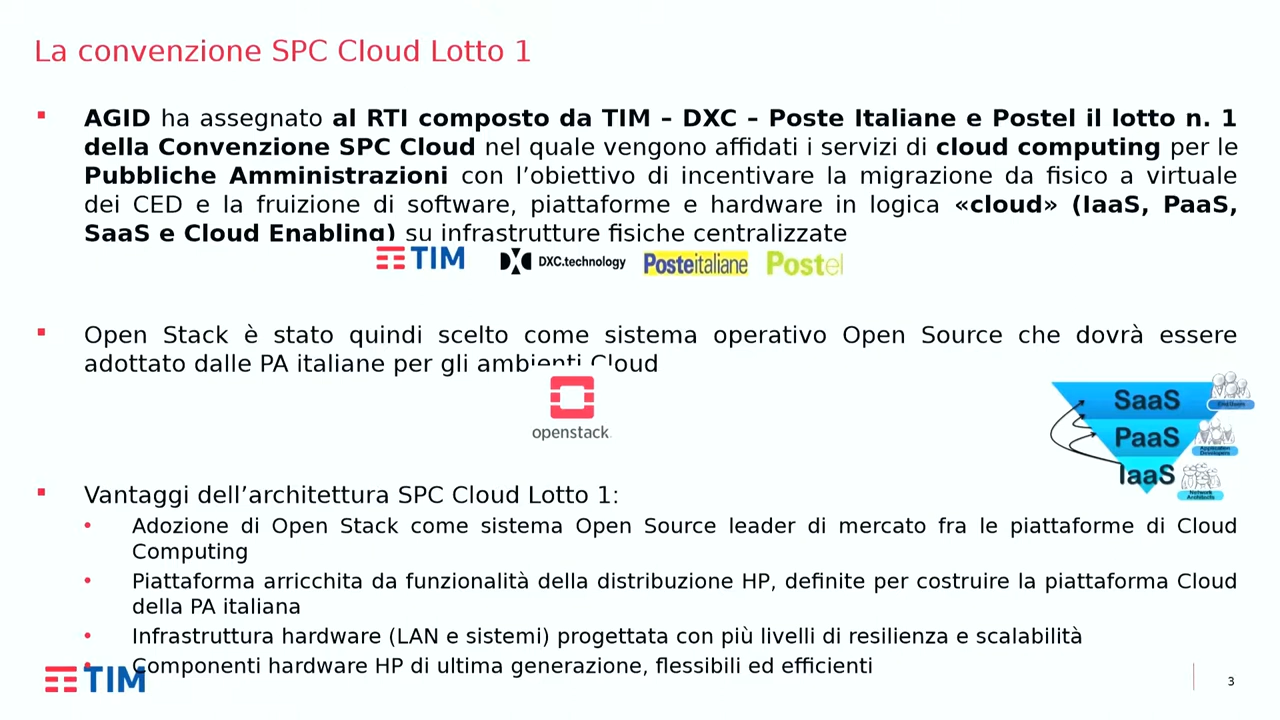 La convenzione SPC Cloud Lotto 1
AGID ha assegnato al RTI composto da TIM – DXC – Poste Italiane e Postel il lotto n. 1
della Convenzione SPC Cloud nel quale vengono affidati i servizi di cloud computing per le
Pubbliche Amministrazioni con l’obiettivo di incentivare la migrazione da fisico a virtuale
dei CED e la fruizione di software, piattaforme e hardware in logica «cloud» (IaaS, PaaS,
SaaS e Cloud Enabling) su infrastrutture fisiche centralizzate
TIM DXC.technology Posteitaliane Postel
Open Stack è stato quindi scelto come sistema operativo Open Source che dovrà essere
adottato dalle PA italiane per gli ambienti Cloud
openstack
SaaS
PaaS
Application
Developers
IaaS
Network
Architects
Vantaggi dell’architettura SPC Cloud Lotto 1:
Adozione di Open Stack come sistema Open Source leader di mercato fra le piattaforme di Cloud
Computing
Piattaforma arricchita da funzionalità della distribuzione HP, definite per costruire la piattaforma Cloud
della PA italiana
Infrastruttura hardware (LAN e sistemi) progettata con più livelli di resilienza e scalabilità
Componenti hardware HP di ultima generazione, flessibili ed efficienti
TIM
3